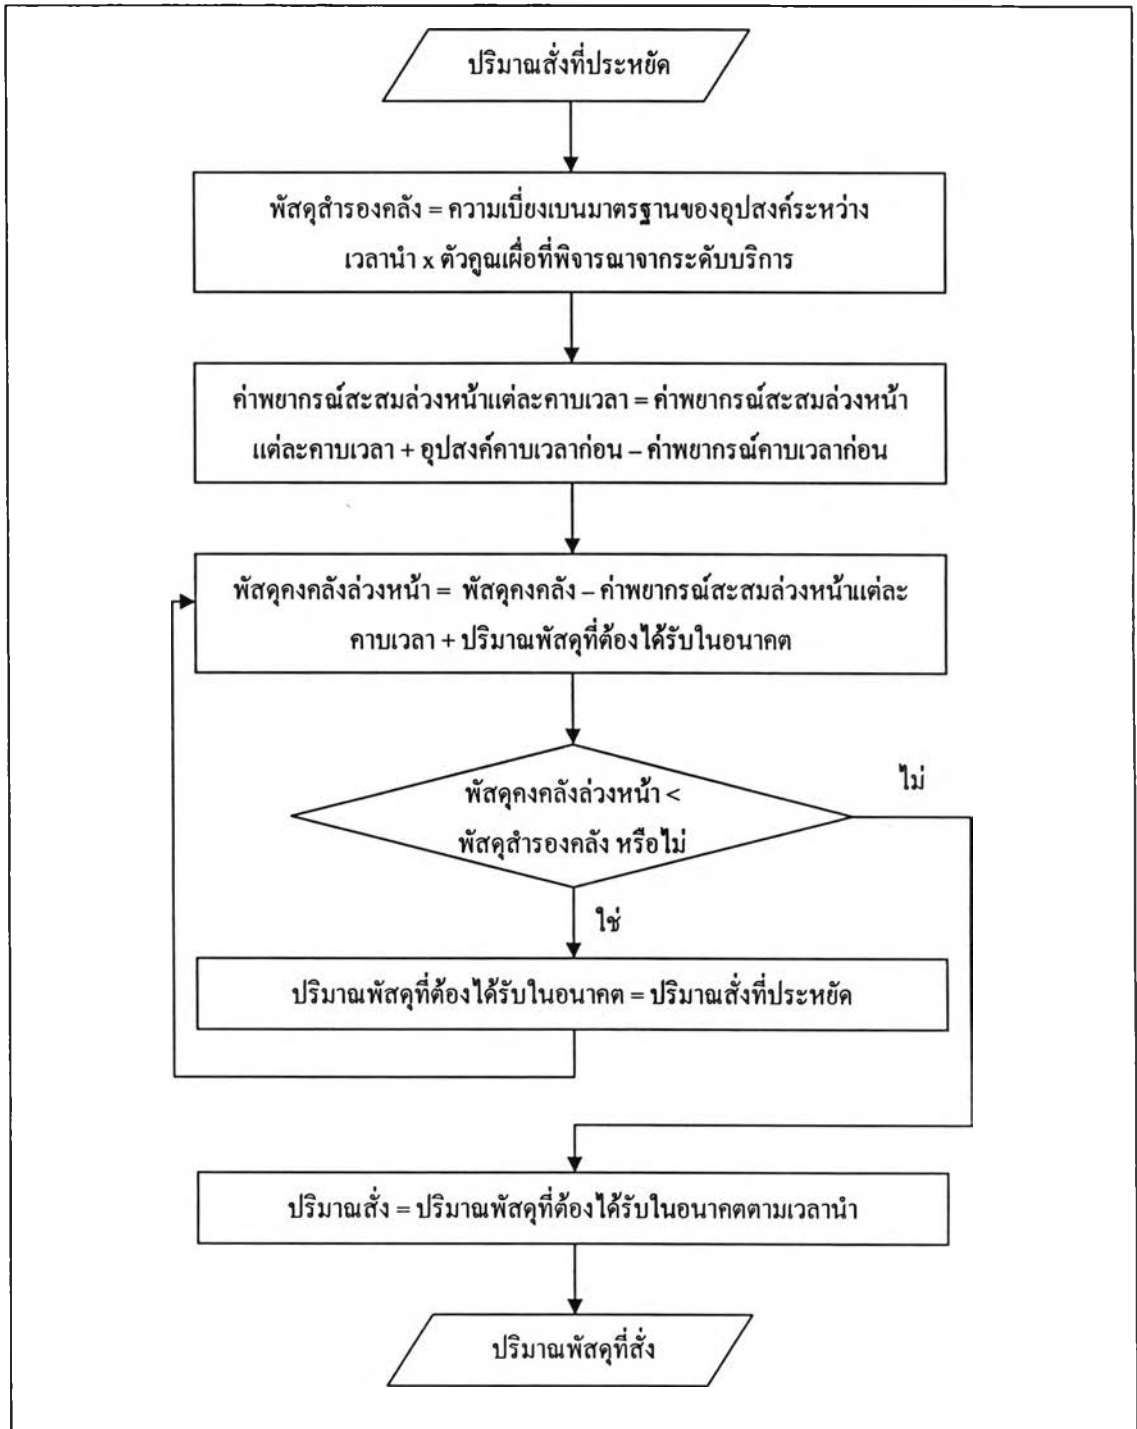 ปริมาณสั่งที่ประหยัด
พัสดุสำรองคลัง = ความเบี่ยงเบนมาตรฐานของอุปสงค์ระหว่าง
เวลานำ x ตัวคูณเผื่อที่พิจารณาจากระดับบริการ
ค่าพยากรณ์สะสมล่วงหน้าแต่ละคาบเวลา = ค่าพยากรณ์สะสมล่วงหน้า
แต่ละคาบเวลา + อุปสงค์คาบเวลาก่อน – ค่าพยากรณ์คาบเวลาก่อน
พัสดุคงคลังล่วงหน้า = พัสดุคงคลัง – ค่าพยากรณ์สะสมล่วงหน้าแต่ละ
คาบเวลา + ปริมาณพัสดุที่ต้องได้รับในอนาคต
พัสดุคงคลังล่วงหน้า <
พัสดุสำรองคลัง หรือไม่
ไม่
ใช่
ปริมาณพัสดุที่ต้องได้รับในอนาคต = ปริมาณสั่งที่ประหยัด
ปริมาณสั่ง = ปริมาณพัสดุที่ต้องได้รับในอนาคตตามเวลานำ
ปริมาณพัสดุที่สั่ง